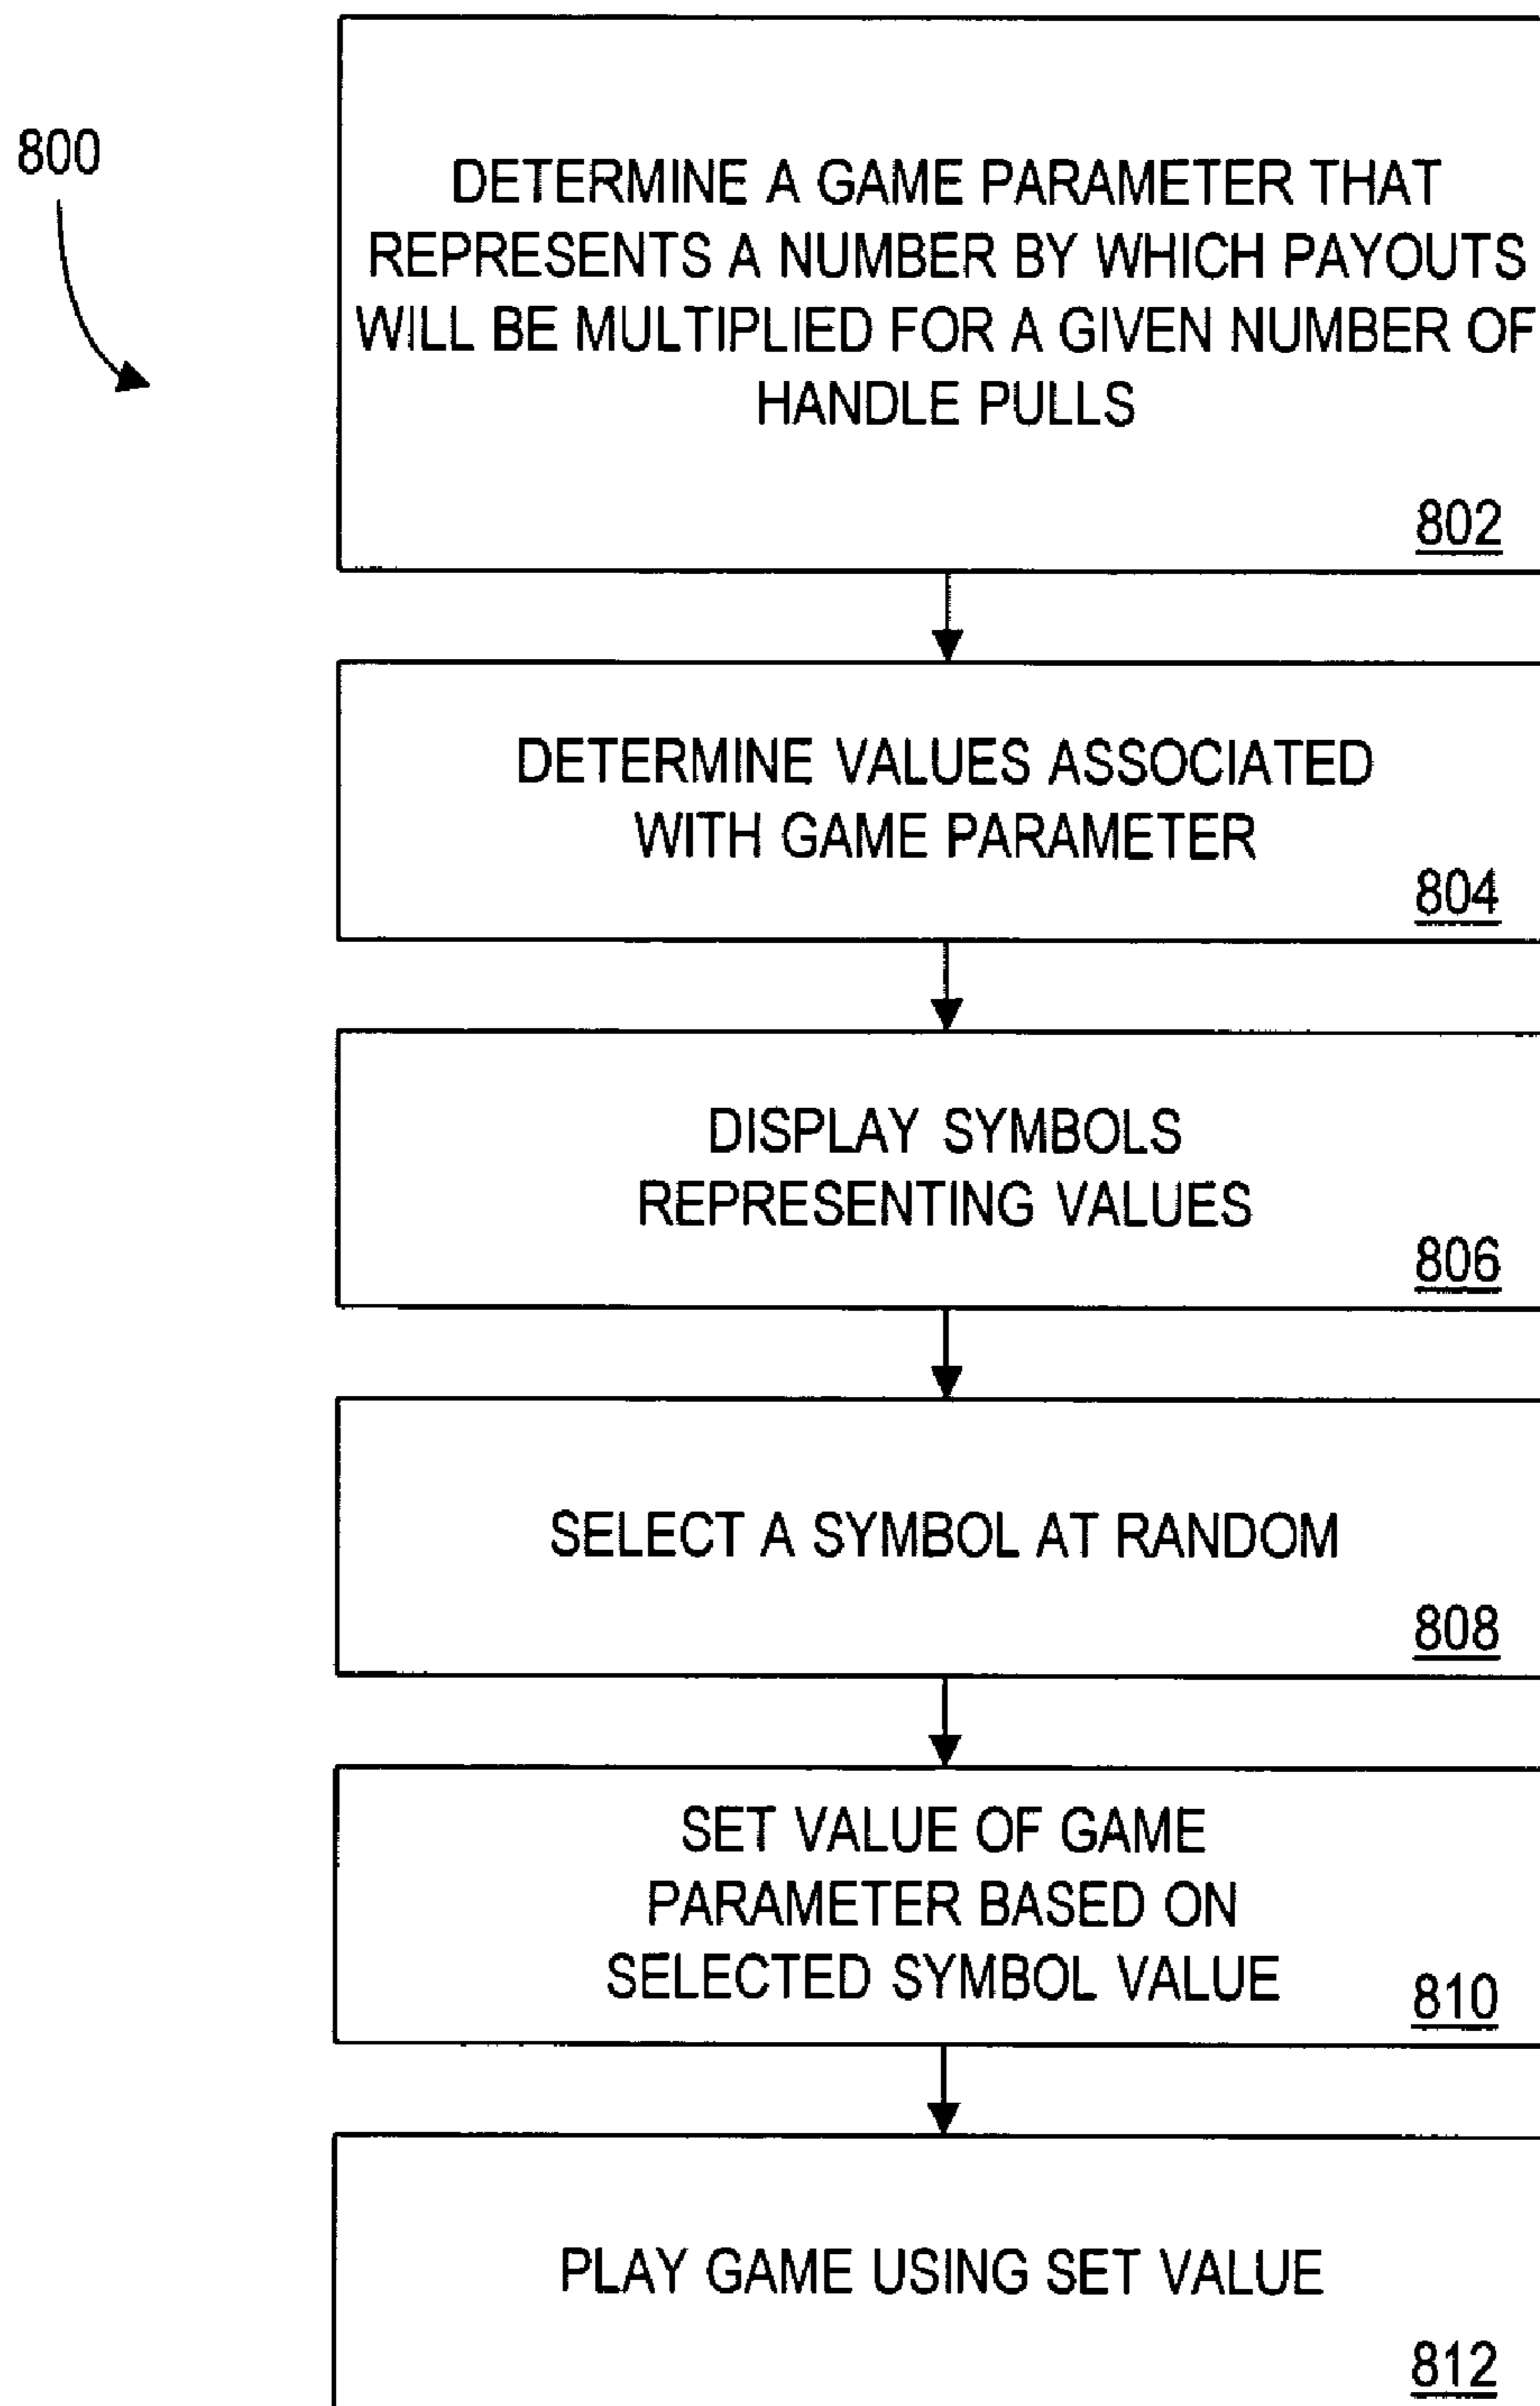 800
DETERMINE A GAME PARAMETER THAT
REPRESENTS A NUMBER BY WHICH PAYOUTS
WILL BE MULTIPLIED FOR A GIVEN NUMBER OF
HANDLE PULLS
802
DETERMINE VALUES ASSOCIATED
WITH GAME PARAMETER
804
DISPLAY SYMBOLS
REPRESENTING VALUES
806
SELECT A SYMBOL AT RANDOM
808
SET VALUE OF GAME
PARAMETER BASED ON
SELECTED SYMBOL VALUE
810
PLAY GAME USING SET VALUE
812